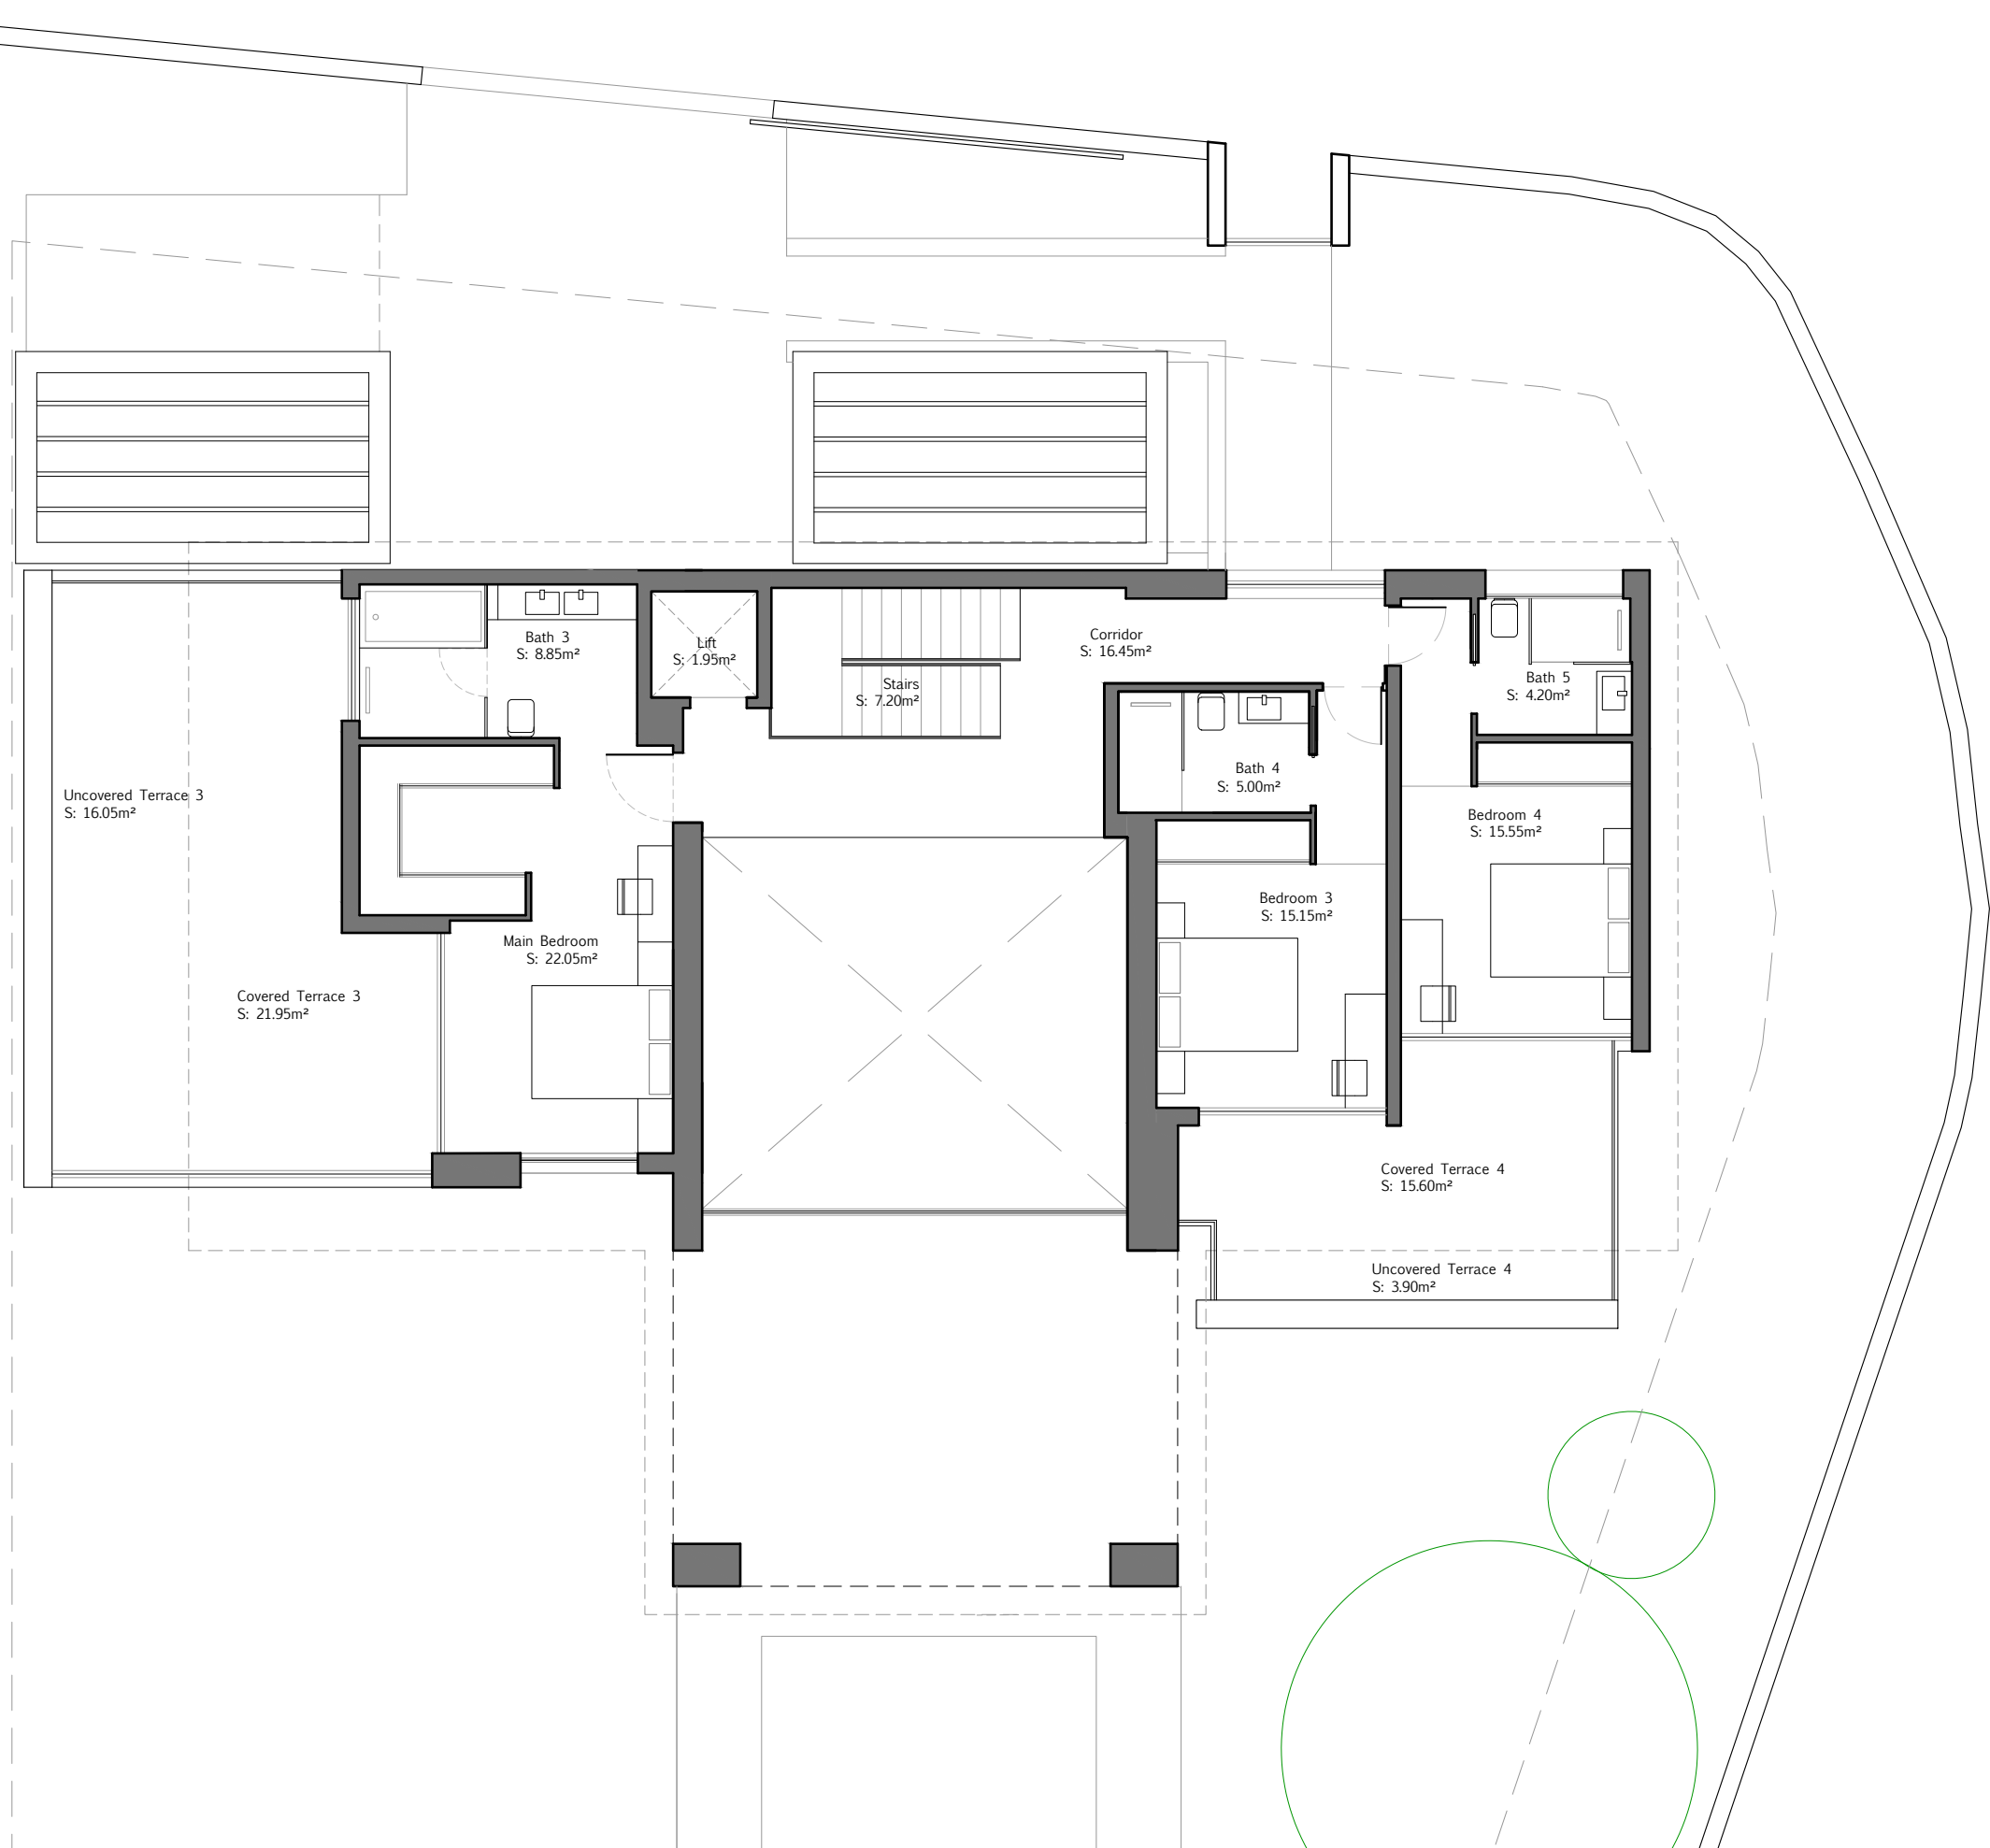 Bath 3
S: 8.85m²
Lift
S: 1.95m²
Stairs
S: 7.20m²
Corridor
S: 16.45m²
Bath 5
S: 4.20m²
Bath 4
S: 5.00m²
Uncovered Terrace 3
S: 16.05m²
Bedroom 4
S: 15.55m²
Bedroom 3
S: 15.15m²
Main Bedroom
S: 22.05m²
Covered Terrace 3
S: 21.95m²
Covered Terrace 4
S: 15.60m²
Uncovered Terrace 4
S: 3.90m²